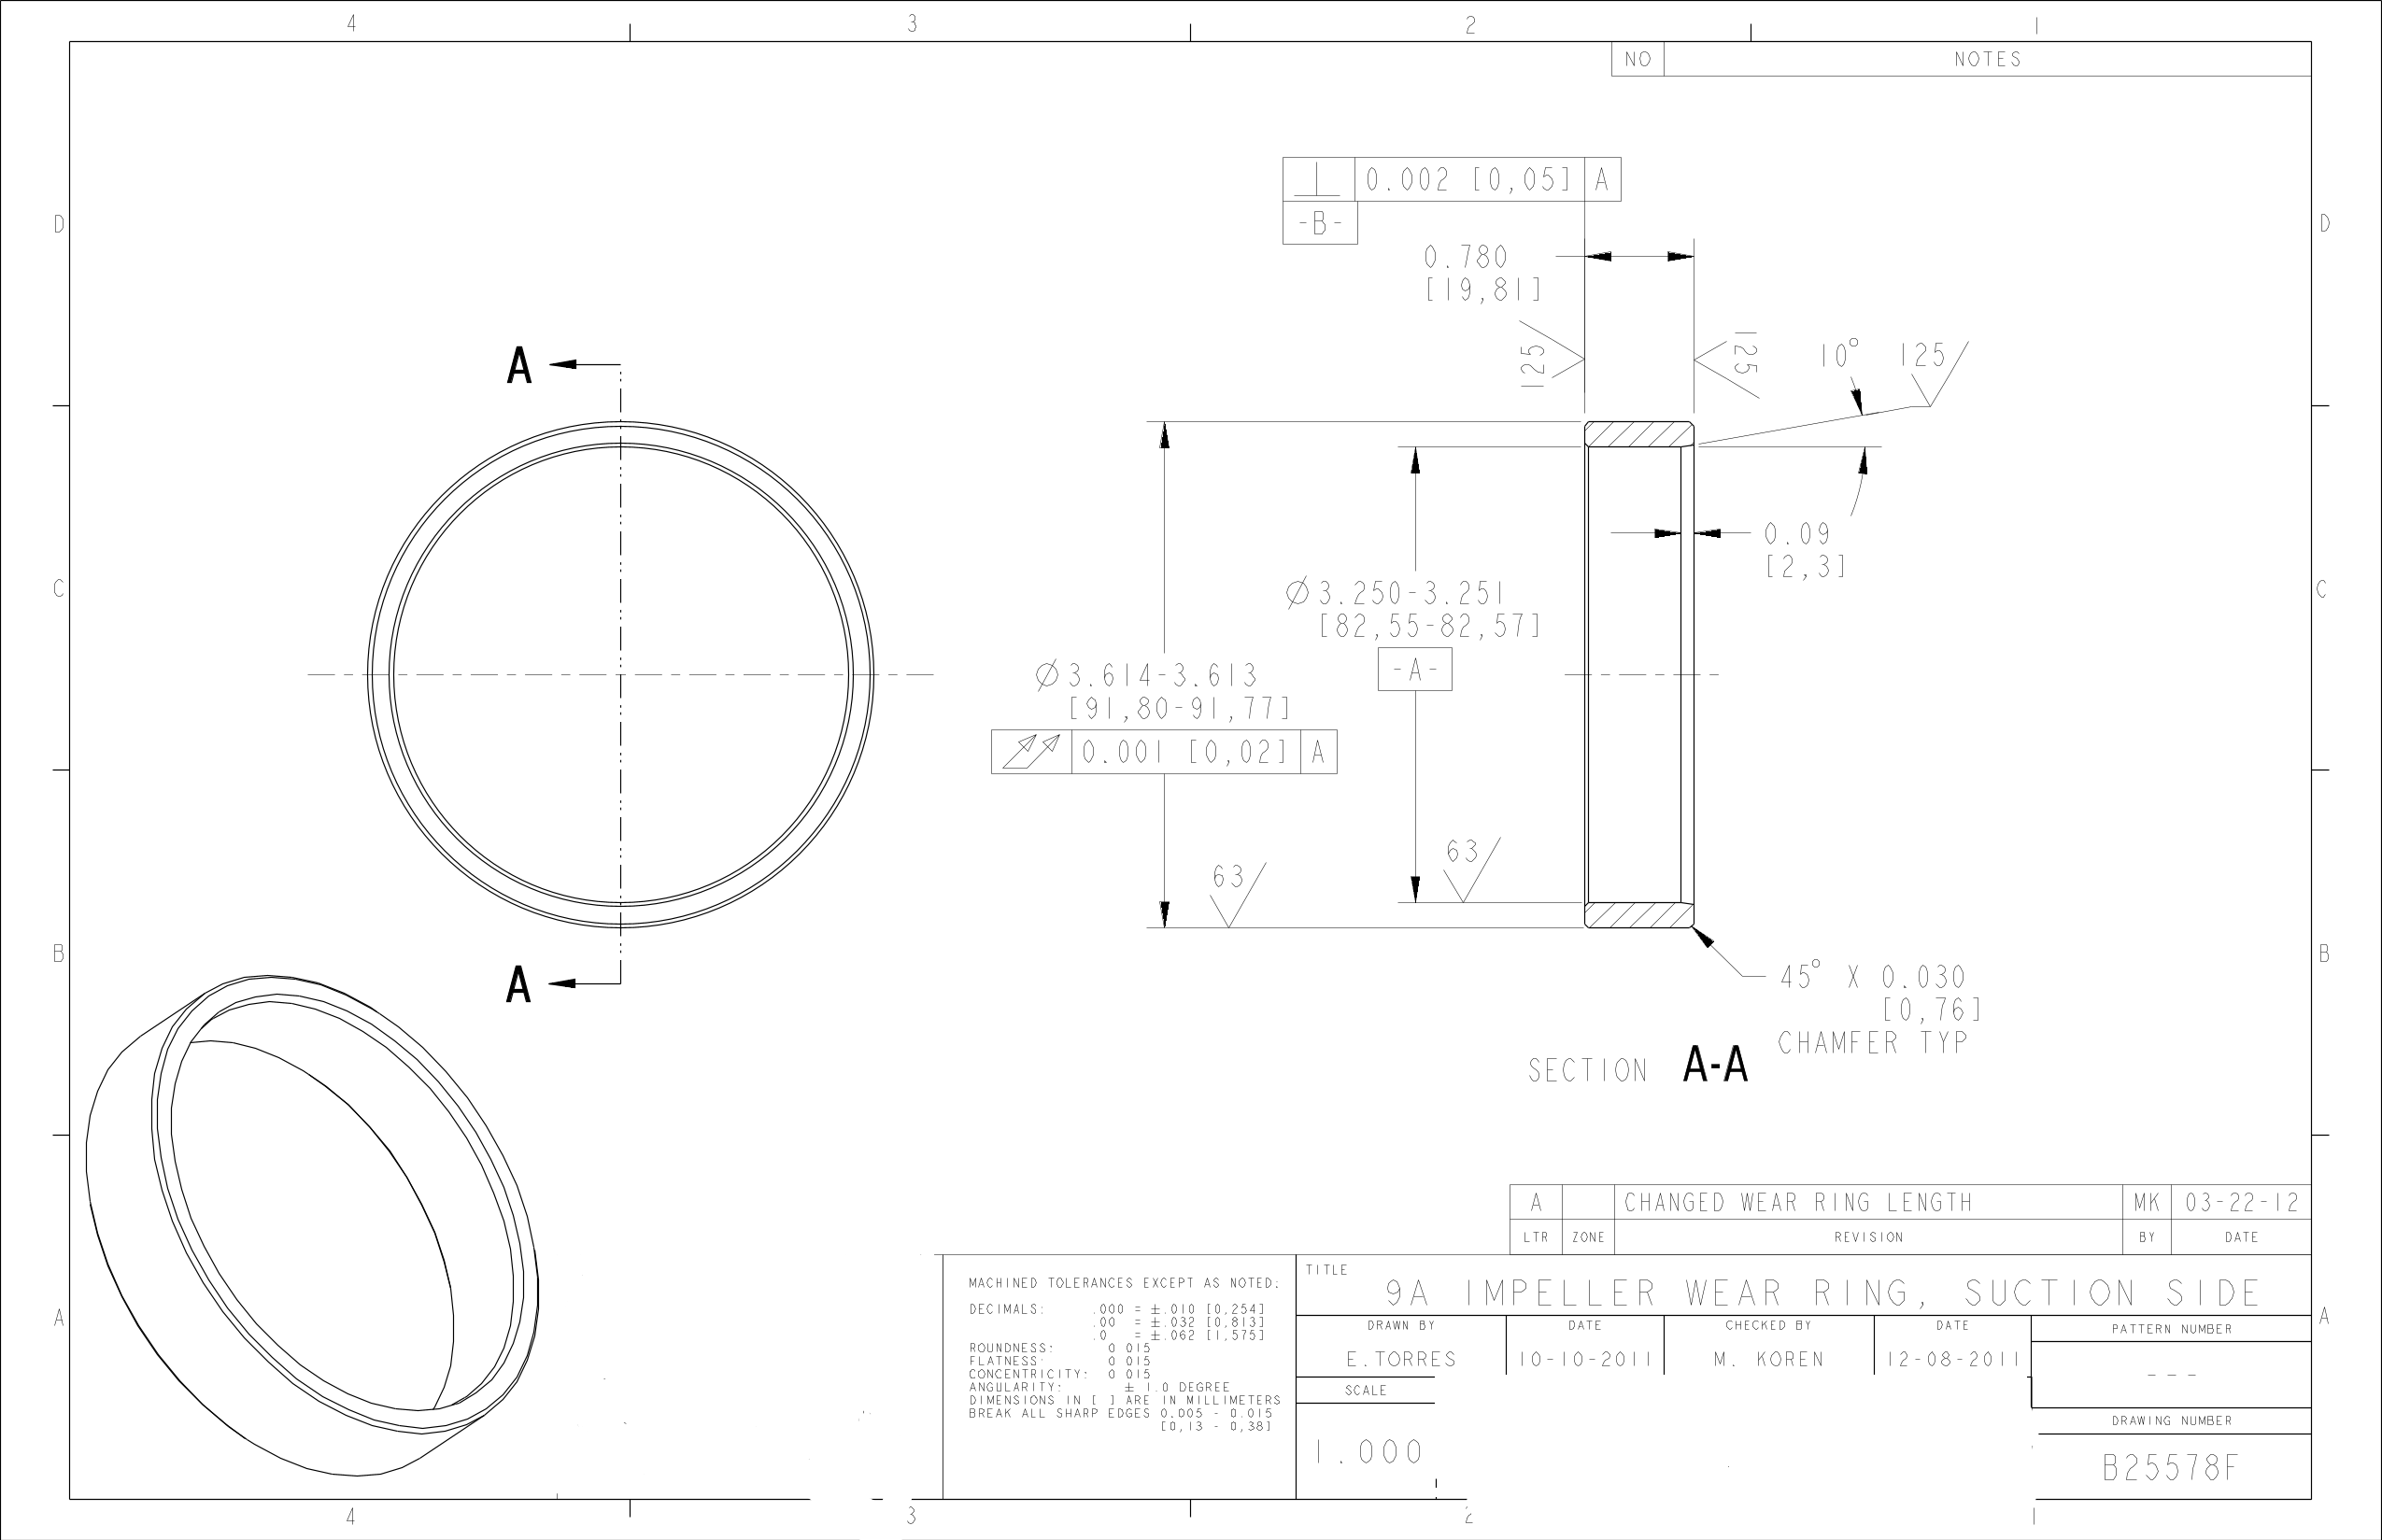 4 3 2 1
NO NOTES
D D
⊥ 0.002 [0,05] A
-B-
0.780
[19,81]
125 125
10° 125
A
C C
0.09
[2,3]
Ø3.250-3.251
[82,55-82,57]
-A-
Ø3.614-3.613
[91,80-91,77]
0.001 [0,02] A
63
63
B B
A
45° X 0.030
[0,76]
CHAMFER TYP
SECTION A-A
A CHANGED WEAR RING LENGTH MK 03-22-12
LTR ZONE REVISION BY DATE
A A
MACHINED TOLERANCES EXCEPT AS NOTED:
DECIMALS: .000 = ±.010 [0,254]
.00 = ±.032 [0,813]
.0 = ±.062 [1,575]
ROUNDNESS: 0 015
FLATNESS: 0 015
CONCENTRICITY: 0 015
ANGULARITY: ± 1.0 DEGREE
DIMENSIONS IN [ ] ARE IN MILLIMETERS
BREAK ALL SHARP EDGES 0.005 - 0.015
[0,13 - 0,38]
TITLE
9A IMPELLER WEAR RING, SUCTION SIDE
DRAWN BY DATE CHECKED BY DATE PATTERN NUMBER
E.TORRES 10-10-2011 M. KOREN 12-08-2011 ---
SCALE
1.000
DRAWING NUMBER
B25578F
4 3 2 1